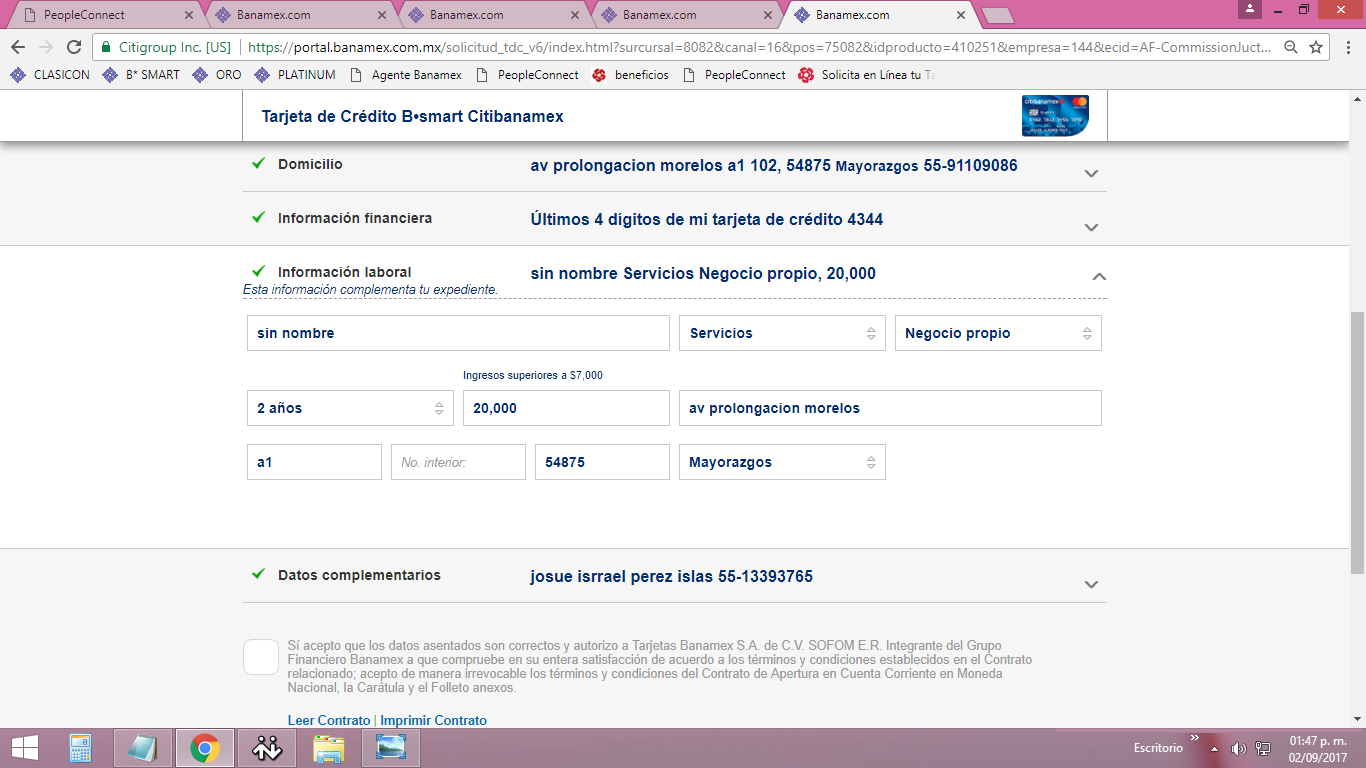 PeopleConnect
Banamex.com
Banamex.com
Banamex.com
Banamex.com
Citigroup Inc. [US] https://portal.banamex.com.mx/solicitud_tdc_v6/index.html?surcursal=8082&canal=16&pos=75082&idproducto=410251&empresa=144&ecid=AF-CommissionJuct...
CLASICON B* SMART ORO PLATINUM Agente Banamex PeopleConnect beneficios PeopleConnect Solicita en Línea tu Ta
Tarjeta de Crédito B•smart Citibanamex
citibanamex
Domicilio av prolongacion morelos a1 102, 54875 Mayorazgos 55-91109086
Información financiera Últimos 4 dígitos de mi tarjeta de crédito 4344
Información laboral sin nombre Servicios Negocio propio, 20,000
Esta información complementa tu expediente.
sin nombre Servicios Negocio propio
Ingresos superiores a $7,000
2 años 20,000 av prolongacion morelos
a1 No. interior: 54875 Mayorazgos
Datos complementarios josue isrrael perez islas 55-13393765
Sí acepto que los datos asentados son correctos y autorizo a Tarjetas Banamex S.A. de C.V. SOFOM E.R. Integrante del Grupo
Financiero Banamex a que compruebe en su entera satisfacción de acuerdo a los términos y condiciones establecidos en el Contrato
relacionado; acepto de manera irrevocable los términos y condiciones del Contrato de Apertura en Cuenta Corriente en Moneda
Nacional, la Carátula y el Folleto anexos.
Leer Contrato | Imprimir Contrato
Escritorio
01:47 p. m.
02/09/2017